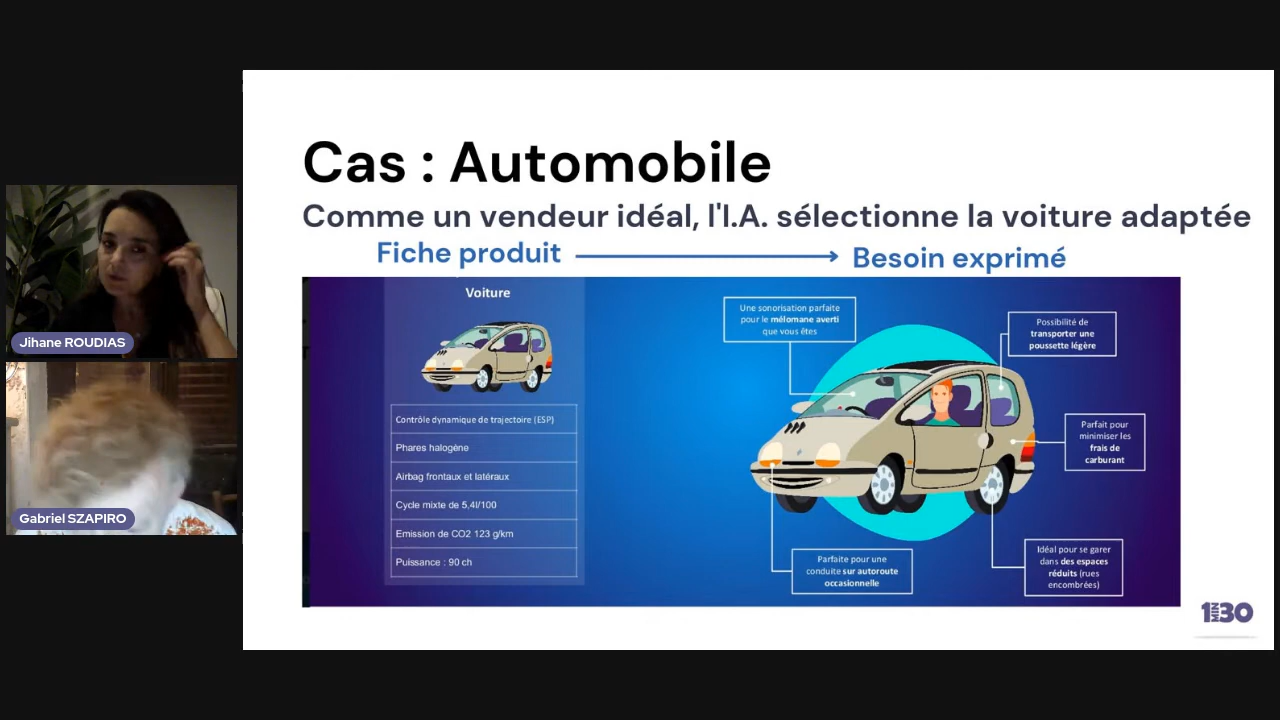 Cas : Automobile
Comme un vendeur idéal, l'I.A. sélectionne la voiture adaptée
Fiche produit
Besoin exprimé
Voiture
Contrôle dynamique de trajectoire (ESP)
Phares halogène
Airbag frontaux et latéraux
Cycle mixte de 5,4l/100
Emission de CO2 123 g/km
Puissance : 90 ch
Une sonorisation parfaite
pour le mélomane averti
que vous êtes
Possibilité de
transporter une
poussette légère
Parfait pour
minimiser les
frais de
carburant
Parfaite pour une
conduite sur autoroute
occasionnelle
Idéal pour se garer
dans des espaces
réduits (rues
encombrées)
Jihane ROUDIAS
Gabriel SZAPIRO
1MIN30